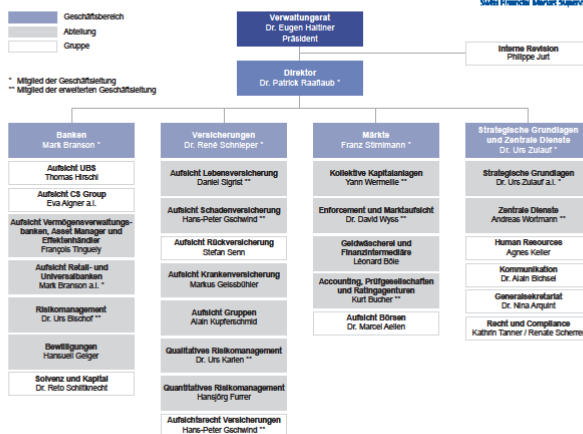 Swiss Financial Market Superv
Geschäftsbereich
Abteilung
Gruppe
* Mitglied der Geschäftsleitung
** Mitglied der erweiterten Geschäftsleitung
Verwaltungsrat
Dr. Eugen Haltiner
Präsident
Interne Revision
Philippe Jurt
Direktor
Dr. Patrick Raaflaub *
Banken
Mark Branson *
Aufsicht UBS
Thomas Hirschi
Aufsicht CS Group
Eva Aigner a.i.
Aufsicht Vermögensverwaltungs-
banken, Asset Manager und
Effektenhändler
François Tinguely
Aufsicht Retail- und
Universalbanken
Mark Branson a.i. *
Risikomanagement
Dr. Urs Bischof **
Bewilligungen
Hansueli Geiger
Solvenz und Kapital
Dr. Reto Schiltknecht
Versicherungen
Dr. René Schnieper *
Aufsicht Lebensversicherung
Daniel Sigrist **
Aufsicht Schadenversicherung
Hans-Peter Gschwind **
Aufsicht Rückversicherung
Stefan Senn
Aufsicht Krankenversicherung
Markus Geissbühler
Aufsicht Gruppen
Alain Kupferschmid
Qualitatives Risikomanagement
Dr. Urs Karlen **
Quantitatives Risikomanagement
Hansjörg Furrer
Aufsichtsrecht Versicherungen
Hans-Peter Gschwind **
Märkte
Franz Stirnimann *
Kollektive Kapitalanlagen
Yann Wermeille **
Enforcement und Marktaufsicht
Dr. David Wyss **
Geldwäscherei und
Finanzintermediäre
Léonard Bôle
Accounting, Prüfgesellschaften
und Ratingagenturen
Kurt Bucher **
Aufsicht Börsen
Dr. Marcel Aellen
Strategische Grundlagen
und Zentrale Dienste
Dr. Urs Zulauf *
Strategische Grundlagen
Dr. Urs Zulauf a.i. *
Zentrale Dienste
Andreas Wortmann **
Human Resources
Agnes Keller
Kommunikation
Dr. Alain Bichsel
Generalsekretariat
Dr. Nina Arquint
Recht und Compliance
Kathrin Tanner / Renate Scherrer